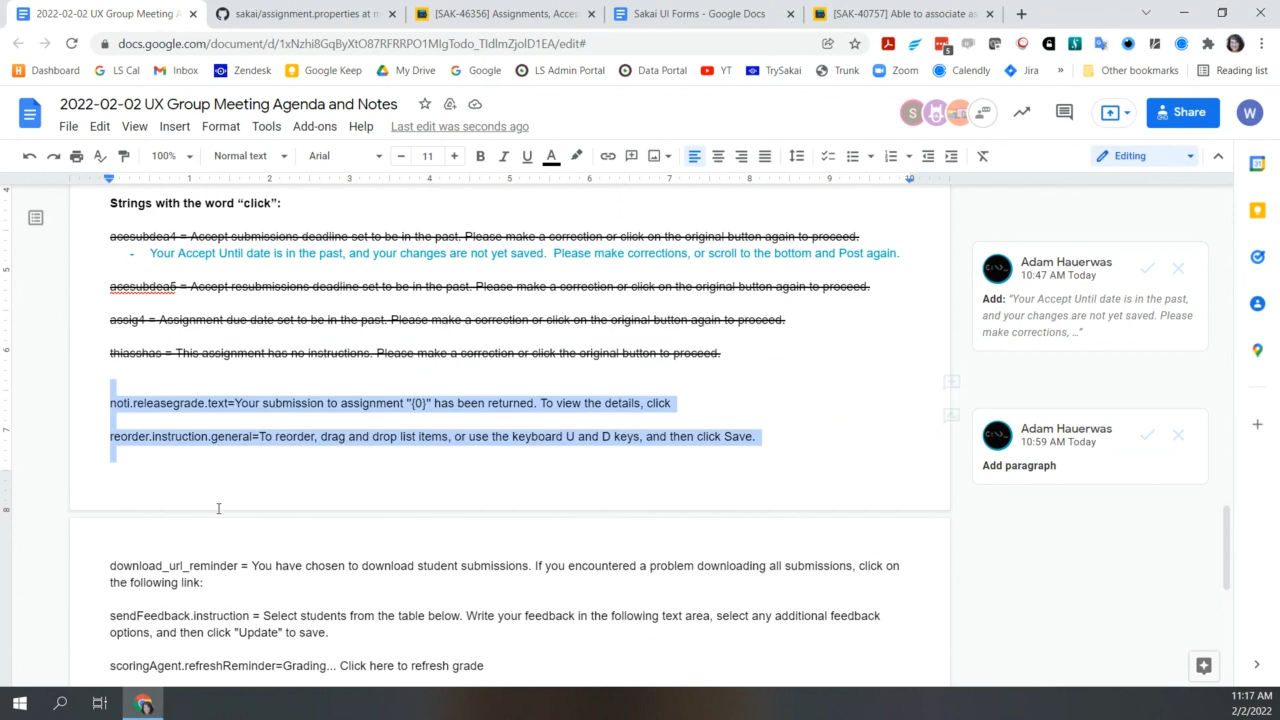 2022-02-02 UX Group Meeting A
sakai/assignment.properties at m
[SAK-46356] Assignments, Acces
Sakai UI Forms - Google Docs
[SAK-40757] Able to associate as
docs.google.com/document/d/1xNzhi8GqByXtO87RFRRPO1MIgTodo_TIdlmZjolD1EA/edit#
Dashboard
LS Cal
Inbox
Zendesk
Google Keep
My Drive
Google
LS Admin Portal
Data Portal
YT
TrySakai
Trunk
Zoom
Calendly
Jira
»
Other bookmarks
Reading list
2022-02-02 UX Group Meeting Agenda and Notes
Share
W
File Edit View Insert Format Tools Add-ons Help Last edit was seconds ago
100% Normal text Arial 11 Editing
1 2 3 4 5 6 7 8 9 10
Strings with the word “click”:
acesubdea4 = Accept submissions deadline set to be in the past. Please make a correction or click on the original button again to proceed.
- Your Accept Until date is in the past, and your changes are not yet saved. Please make corrections, or scroll to the bottom and Post again.
acesubdea5 = Accept resubmissions deadline set to be in the past. Please make a correction or click on the original button again to proceed.
assig4 = Assignment due date set to be in the past. Please make a correction or click on the original button again to proceed.
thiasshas = This assignment has no instructions. Please make a correction or click the original button to proceed.
noti.releasegrade.text=Your submission to assignment "{0}" has been returned. To view the details, click
reorder.instruction.general=To reorder, drag and drop list items, or use the keyboard U and D keys, and then click Save.
download_url_reminder = You have chosen to download student submissions. If you encountered a problem downloading all submissions, click on
the following link:
sendFeedback.instruction = Select students from the table below. Write your feedback in the following text area, select any additional feedback
options, and then click "Update" to save.
scoringAgent.refreshReminder=Grading... Click here to refresh grade
Adam Hauerwas
10:47 AM Today
Add: “Your Accept Until date is in the past,
and your changes are not yet saved. Please
make corrections, …”
Adam Hauerwas
10:59 AM Today
Add paragraph
11:17 AM
2/2/2022